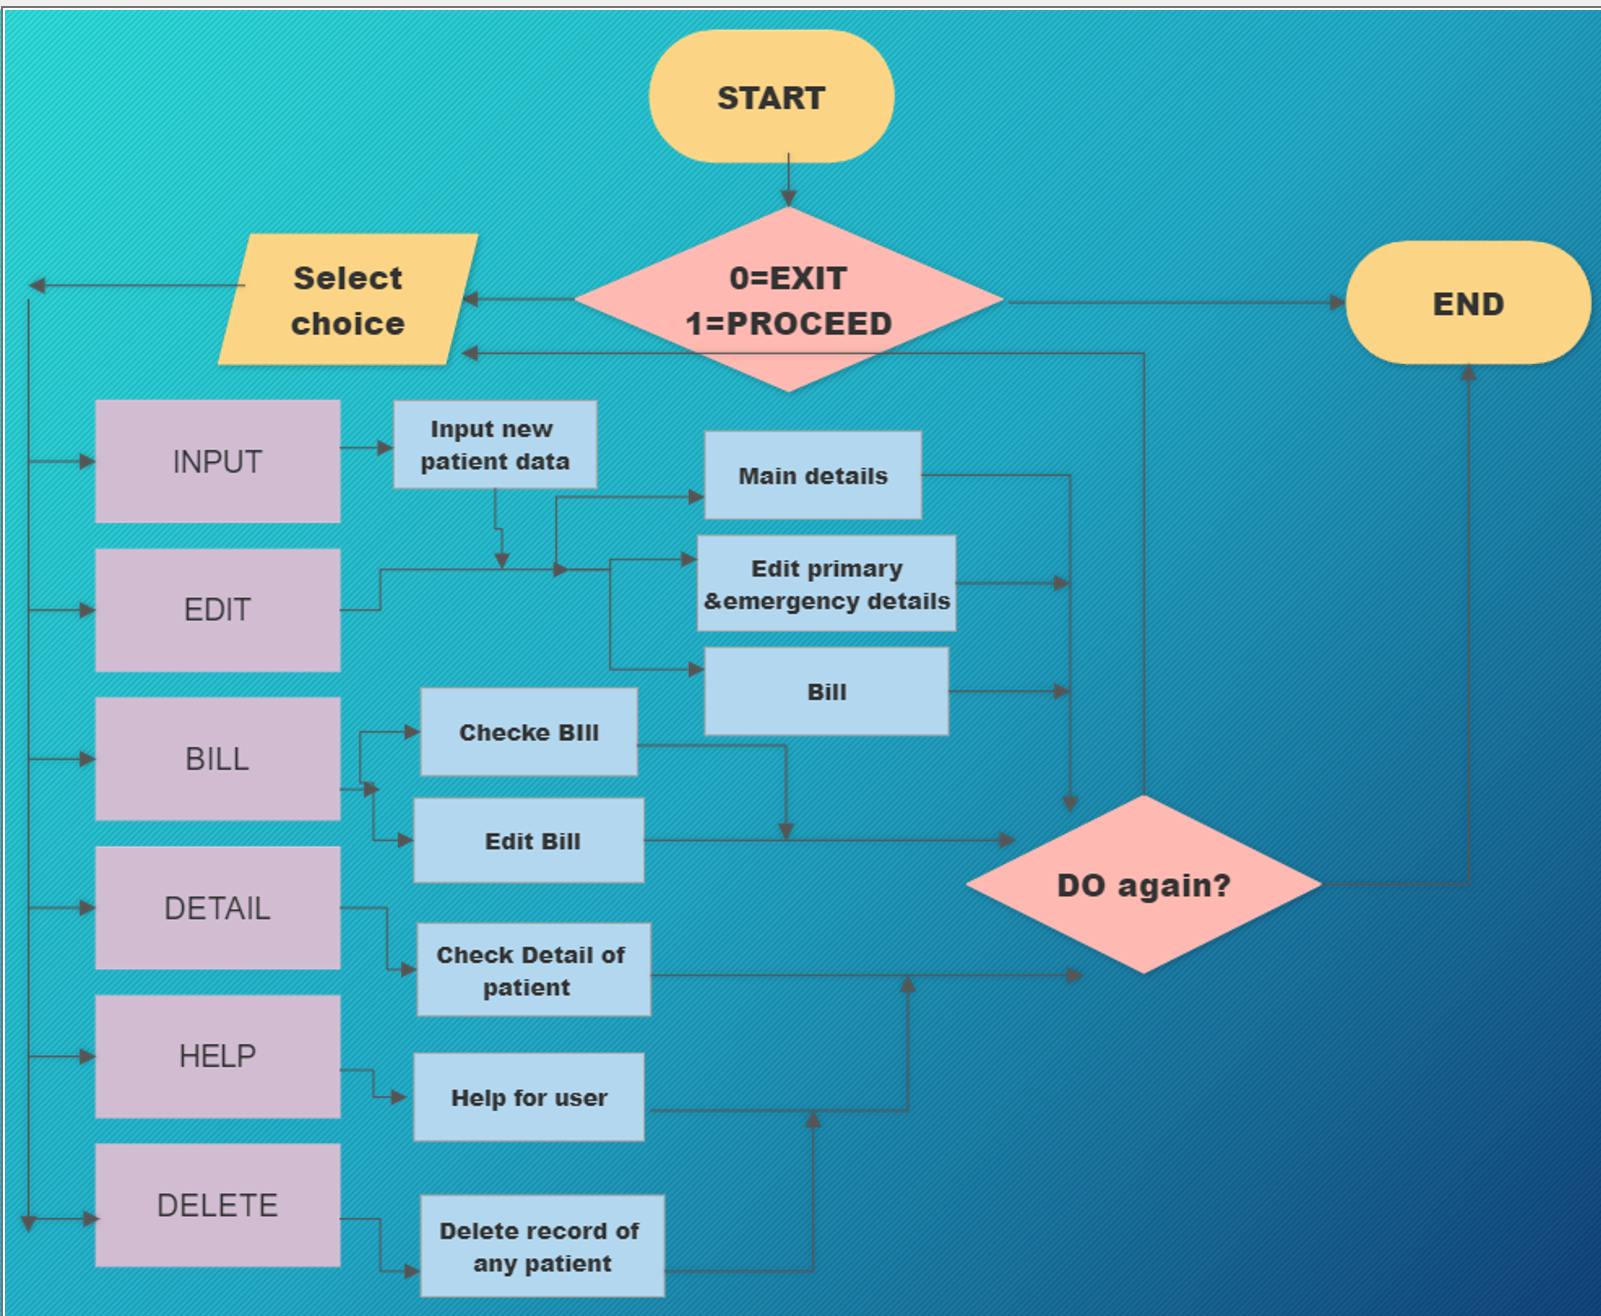 START
Select
choice
0=EXIT
1=PROCEED
END
INPUT
Input new
patient data
Main details
EDIT
Edit primary
&emergency details
Bill
BILL
Checke BIll
Edit Bill
DO again?
DETAIL
Check Detail of
patient
HELP
Help for user
DELETE
Delete record of
any patient